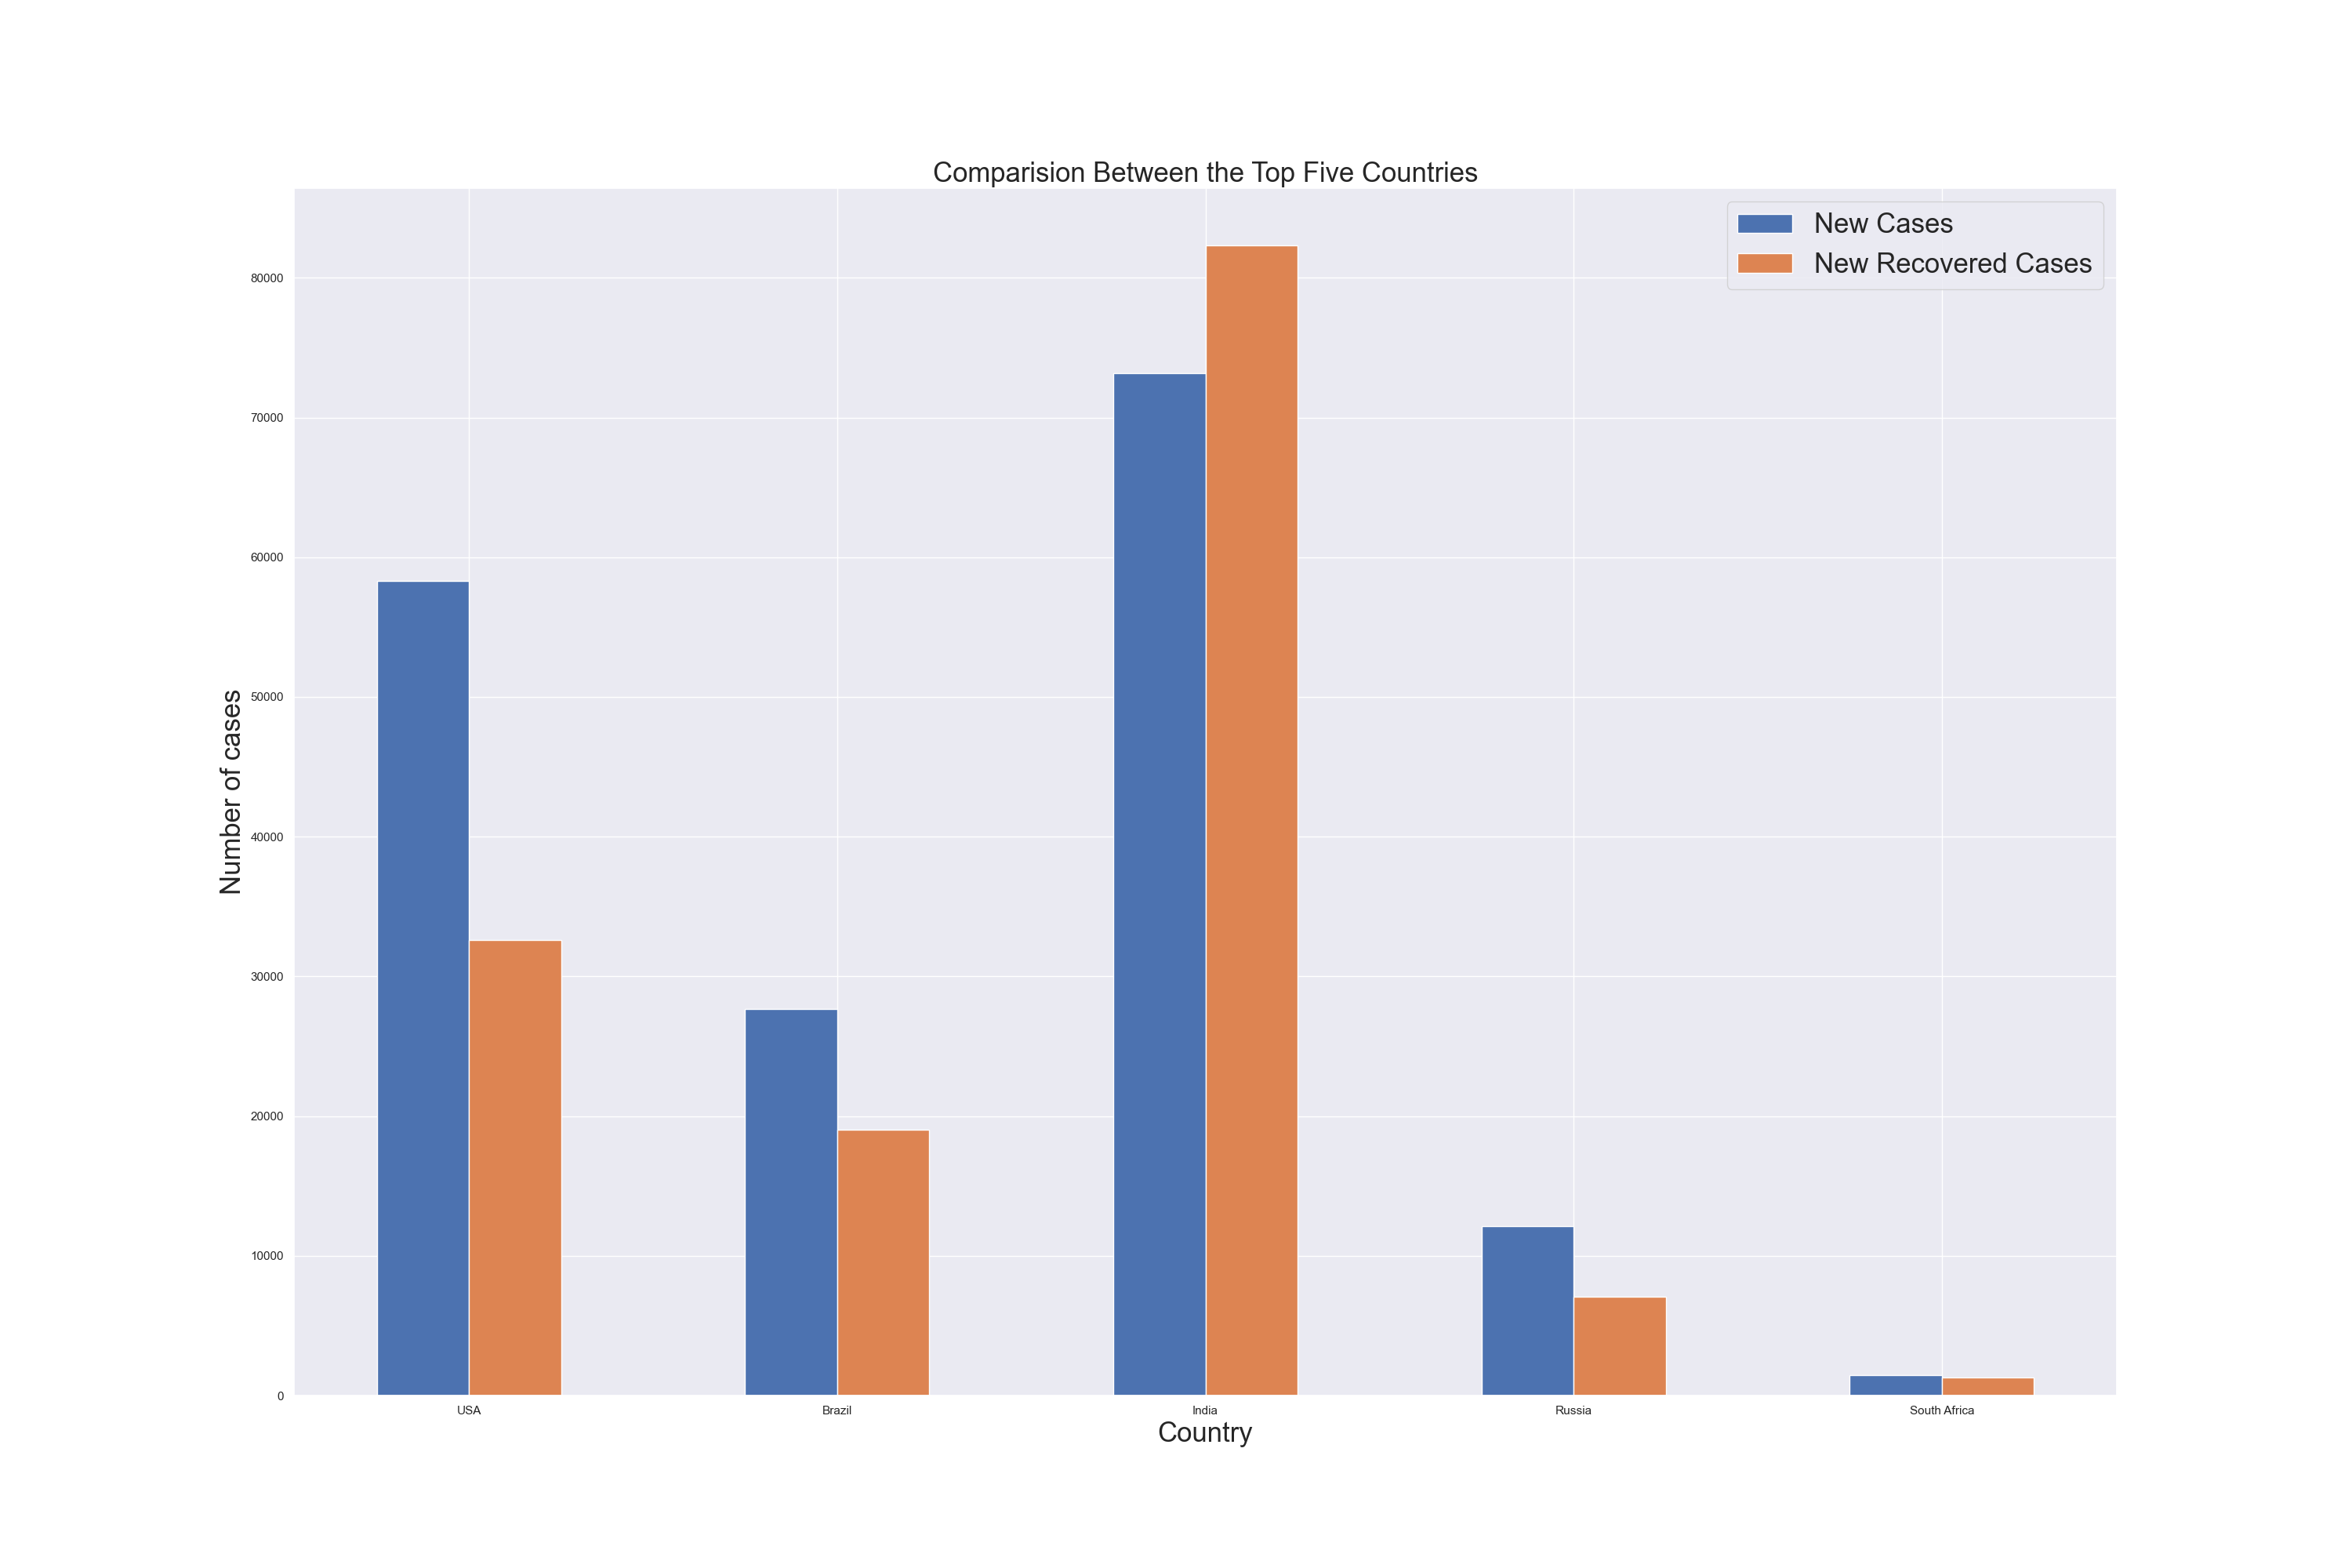 Comparision Between the Top Five Countries
New Cases
New Recovered Cases
80000
70000
60000
50000
40000
30000
20000
10000
0
Number of cases
USA Brazil India Russia South Africa
Country